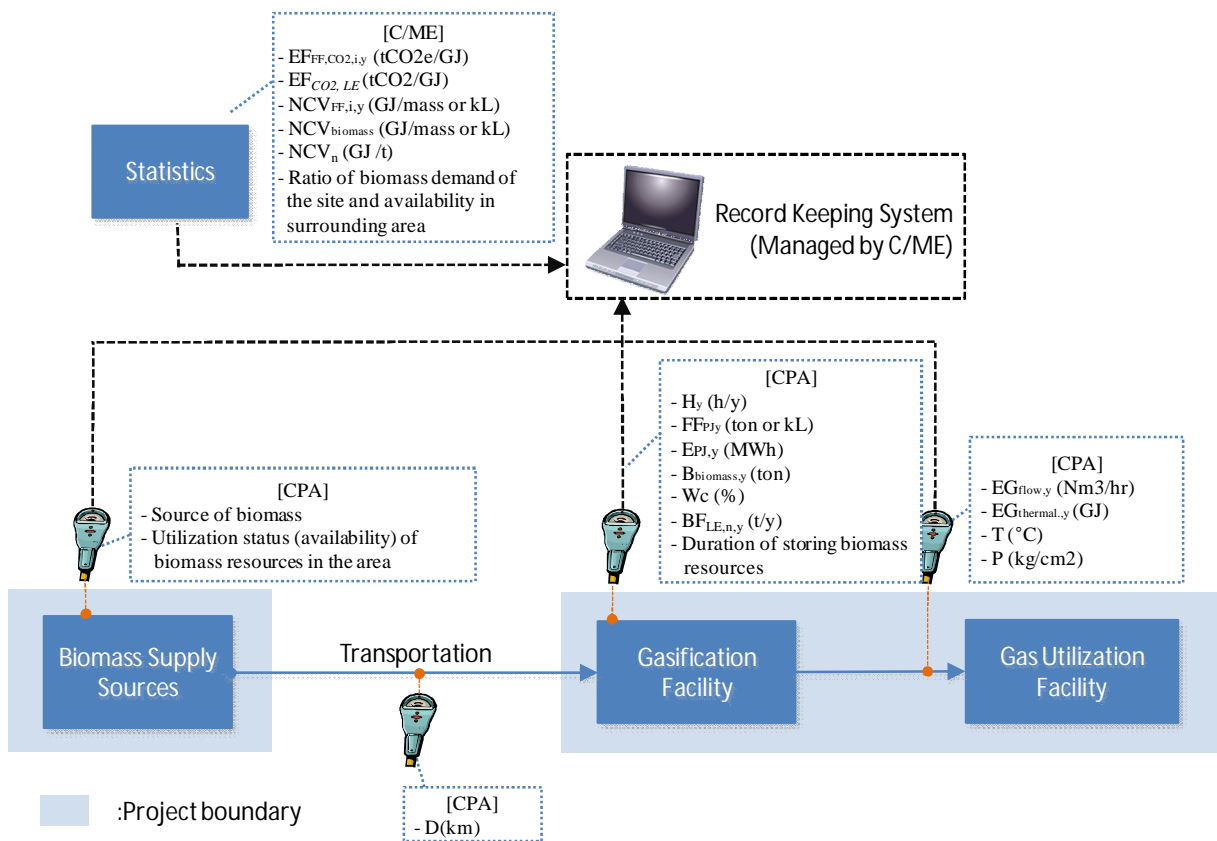 [C/ME]
- EFFF,CO2,i,y (tCO2e/GJ)
- EFCO2, LE (tCO2/GJ)
- NCVFF,i,y (GJ/mass or kL)
- NCVbiomass (GJ/mass or kL)
- NCVn (GJ /t)
- Ratio of biomass demand of
the site and availability in
surrounding area
Statistics
Record Keeping System
(Managed by C/ME)
[CPA]
- Hy (h/y)
- FFPJy (ton or kL)
- EPJ,y (MWh)
- Bbiomass,y (ton)
- Wc (%)
- BFLE,n,y (t/y)
- Duration of storing biomass
resources
[CPA]
- EGflow,y (Nm3/hr)
- EGthermal.,y (GJ)
- T (°C)
- P (kg/cm2)
[CPA]
- Source of biomass
- Utilization status (availability) of
biomass resources in the area
Biomass Supply
Sources
Transportation
Gasification
Facility
Gas Utilization
Facility
[CPA]
- D(km)
:Project boundary